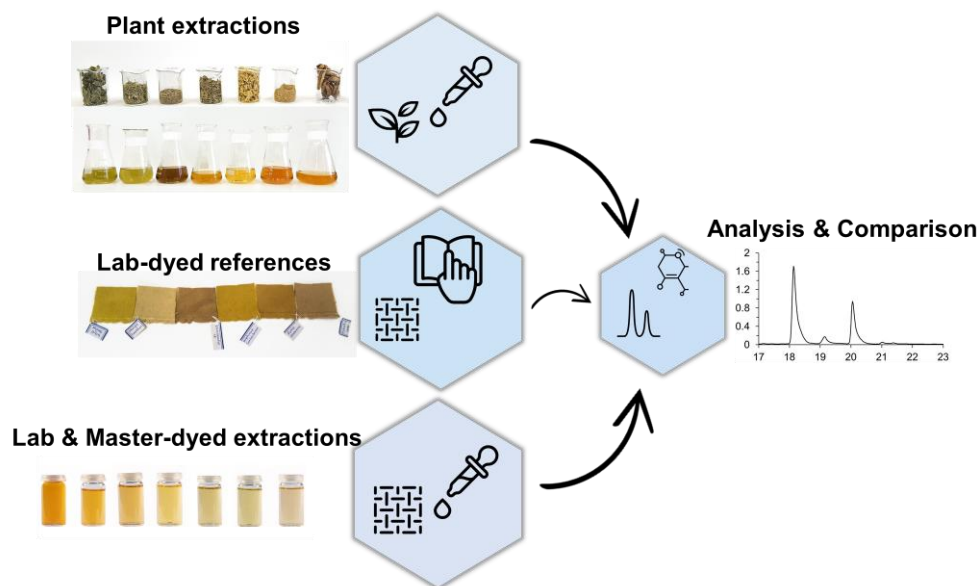 Plant extractions
Lab-dyed references
Lab & Master-dyed extractions
Analysis & Comparison
2
1.6
1.2
0.8
0.4
0
17 18 19 20 21 22 23